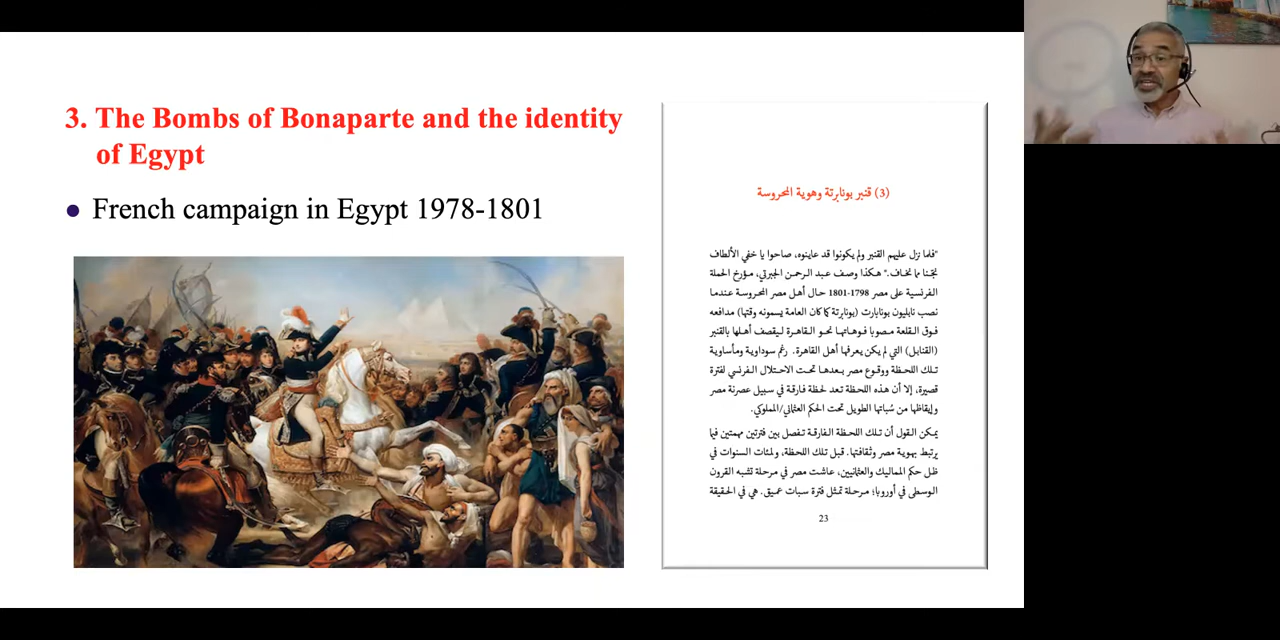 3. The Bombs of Bonaparte and the identity
of Egypt
● French campaign in Egypt 1978-1801
(3) قنبر بونابرتة وهوية المحروسة
"فلما نزل عليهم القنبر ولم يكونوا قد عاينوه، صاحوا يا خفي الألطاف
نجّنا مما نخاف." هكذا وصف عبد الرحمن الجبرتي، مؤرخ الحملة
الفرنسية على مصر 1798-1801 حال أهل مصر المحروسة عندما
نصب نابليون بونابارت (بونابرتة كما كان العامة يسمونه وقتها) مدافعه
فوق القلعة مصوبا فوهاتها نحو القاهرة ليقصف أهلها بالقنبر
(القنابل) التي لم يكن يعرفها أهل القاهرة. رغم سوداوية ومأساوية
تلك اللحظة ووقوع مصر بعدها تحت الاحتلال الفرنسي لفترة
قصيرة، إلا أن هذه اللحظة تعد لحظة فارقة في سبيل عصرنة مصر
وإيقاظها من سُباتها الطويل تحت الحكم العثماني/المملوكي.
يمكن القول أن تلك اللحظة الفارقة تفصل بين فترتين مهمتين فيما
يرتبط بهوية مصر وثقافتها. قبل تلك اللحظة، ولمئات السنوات في
ظل حكم المماليك والعثمانيين، عاشت مصر في مرحلة تشبه القرون
الوسطى في أوروبا؛ مرحلة تمثل فترة سبات عميق. هي في الحقيقة
23